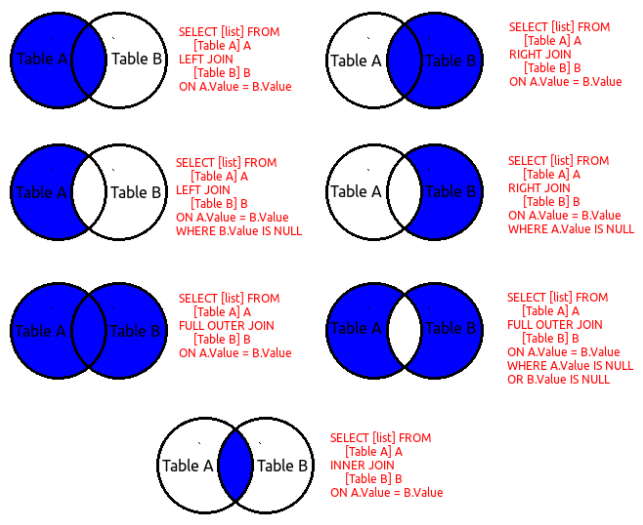 Table A
Table B
SELECT [list] FROM
[Table A] A
LEFT JOIN
[Table B] B
ON A.Value = B.Value
Table A
Table B
SELECT [list] FROM
[Table A] A
RIGHT JOIN
[Table B] B
ON A.Value = B.Value
Table A
Table B
SELECT [list] FROM
[Table A] A
LEFT JOIN
[Table B] B
ON A.Value = B.Value
WHERE B.Value IS NULL
Table A
Table B
SELECT [list] FROM
[Table A] A
RIGHT JOIN
[Table B] B
ON A.Value = B.Value
WHERE A.Value IS NULL
Table A
Table B
SELECT [list] FROM
[Table A] A
FULL OUTER JOIN
[Table B] B
ON A.Value = B.Value
Table A
Table B
SELECT [list] FROM
[Table A] A
FULL OUTER JOIN
[Table B] B
ON A.Value = B.Value
WHERE A.Value IS NULL
OR B.Value IS NULL
Table A
Table B
SELECT [list] FROM
[Table A] A
INNER JOIN
[Table B] B
ON A.Value = B.Value